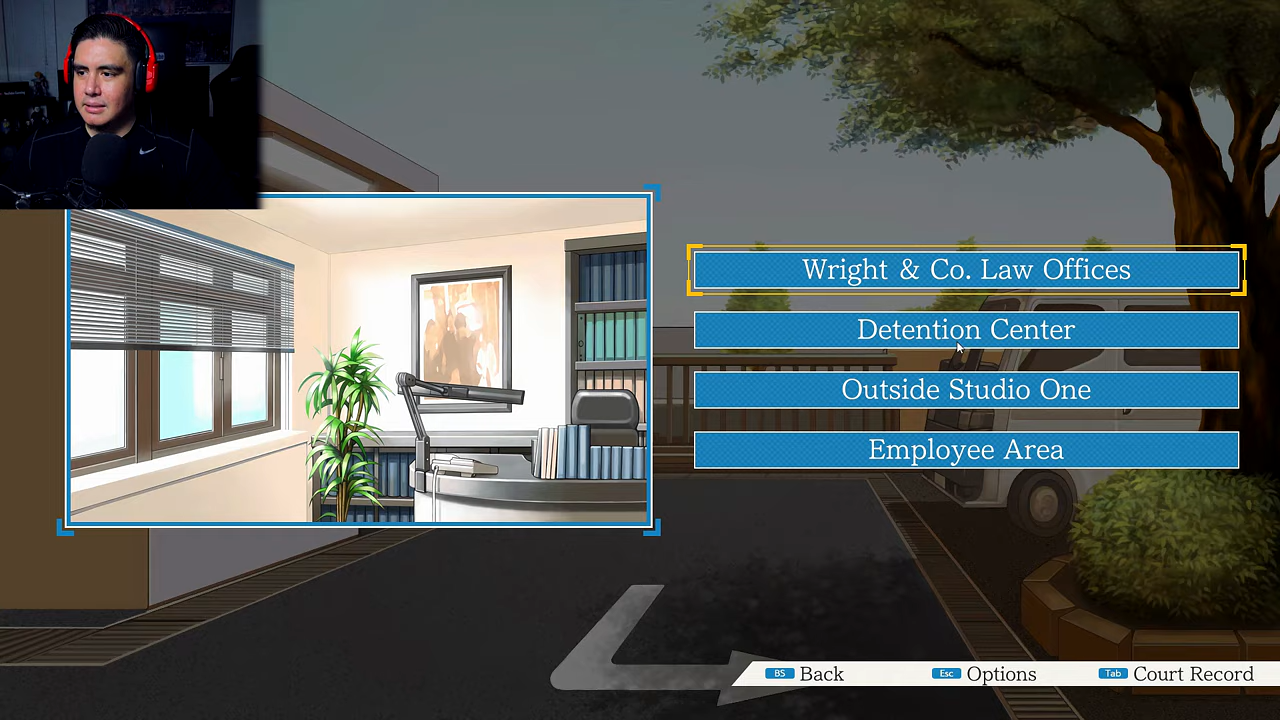 Wright & Co. Law Offices
Detention Center
Outside Studio One
Employee Area
BS Back Esc Options Tab Court Record